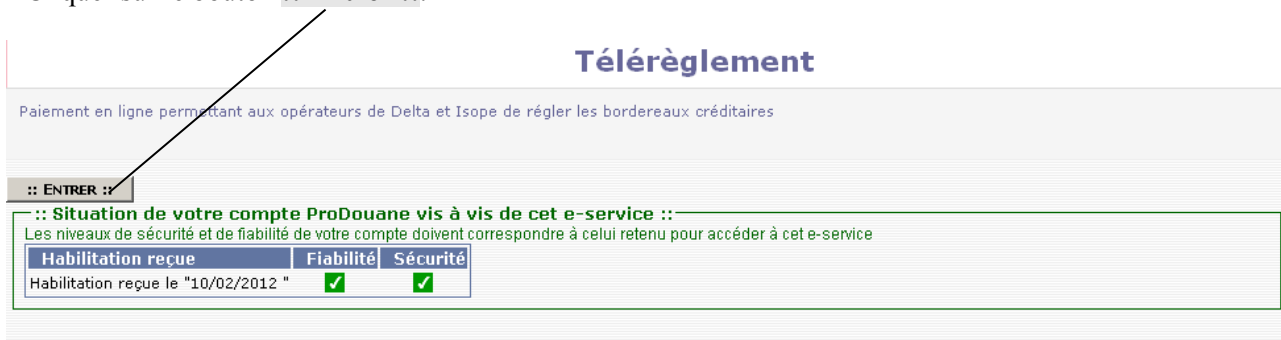 Télérèglement
Paiement en ligne permettant aux opérateurs de Delta et Isope de régler les bordereaux créditaires
:: ENTRER ::
:: Situation de votre compte ProDouane vis à vis de cet e-service ::
Les niveaux de sécurité et de fiabilité de votre compte doivent correspondre à celui retenu pour accéder à cet e-service
Habilitation reçue Fiabilité Sécurité
Habilitation reçue le "10/02/2012 "